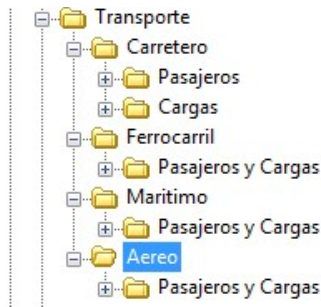 Transporte
Carretero
Pasajeros
Cargas
Ferrocarril
Pasajeros y Cargas
Maritimo
Pasajeros y Cargas
Aereo
Pasajeros y Cargas